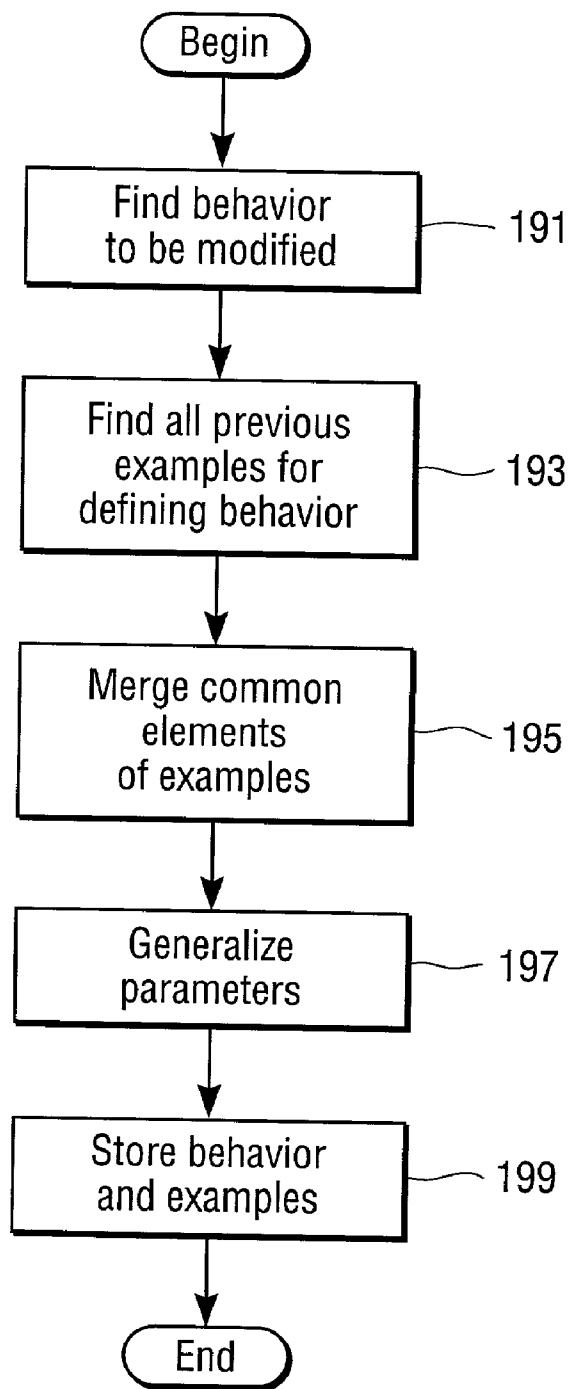 Begin
Find behavior
to be modified
191
Find all previous
examples for
defining behavior
193
Merge common
elements
of examples
195
Generalize
parameters
197
Store behavior
and examples
199
End